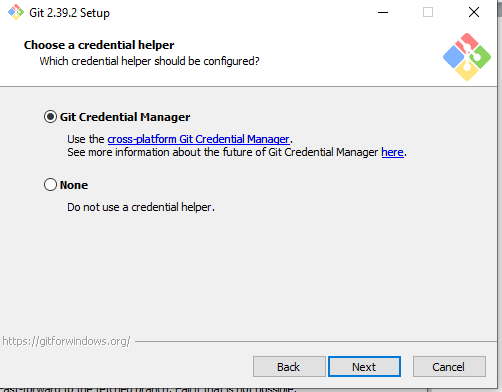 Git 2.39.2 Setup
Choose a credential helper
Which credential helper should be configured?
Git Credential Manager
Use the cross-platform Git Credential Manager.
See more information about the future of Git Credential Manager here.
None
Do not use a credential helper.
https://gitforwindows.org/
Back
Next
Cancel